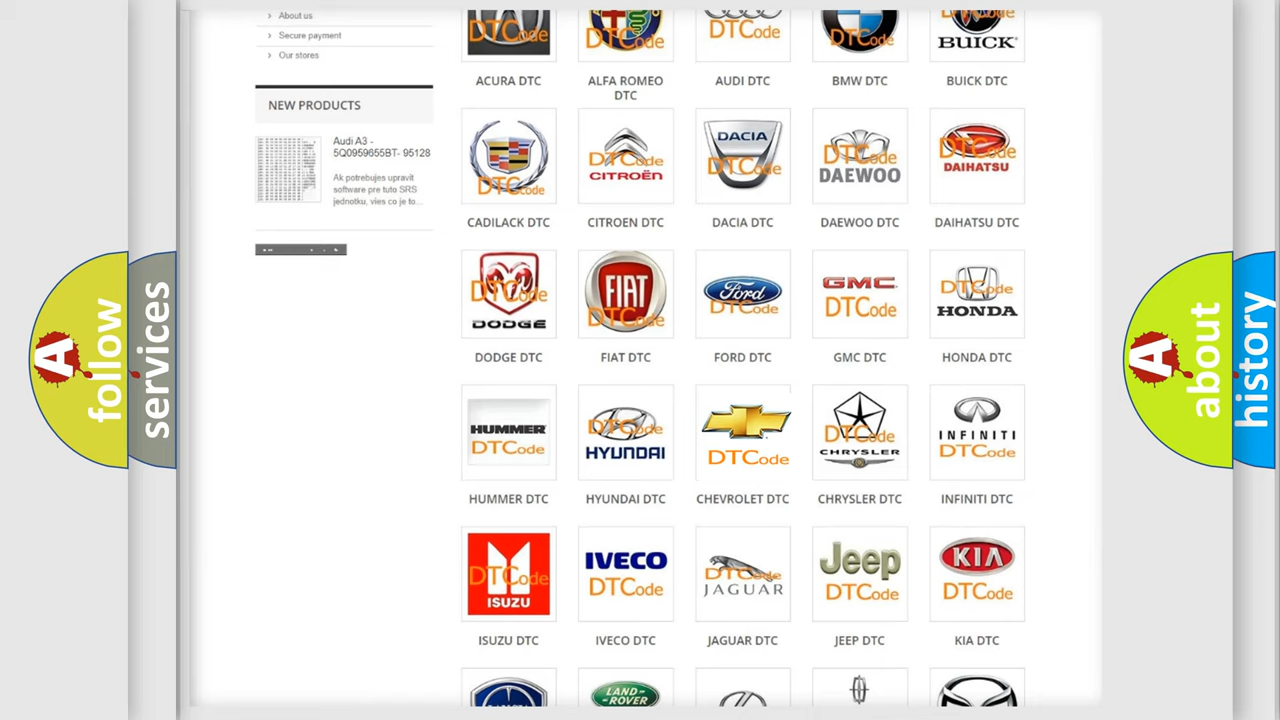 About us
Secure payment
Our stores
NEW PRODUCTS
Audi A3 -
5Q0959655BT- 95128
Ak potrebujes upravit
software pre tuto SRS
jednotku, vies co je to...
A follow
services
DTCode DTCode DTCode DTCode BUICK
ACURA DTC ALFA ROMEO DTC AUDI DTC BMW DTC BUICK DTC
DTCode DTCode CITROËN DACIA DTCode DTCode DAEWOO DTCode DAIHATSU
CADILACK DTC CITROEN DTC DACIA DTC DAEWOO DTC DAIHATSU DTC
DTCode DODGE FIAT DTCode Ford DTCode GMC DTCode DTCode HONDA
DODGE DTC FIAT DTC FORD DTC GMC DTC HONDA DTC
HUMMER DTCode DTCode HYUNDAI DTCode DTCode CHRYSLER INFINITI DTCode
HUMMER DTC HYUNDAI DTC CHEVROLET DTC CHRYSLER DTC INFINITI DTC
DTCode ISUZU IVECO DTCode DTCode JAGUAR Jeep DTCode KIA DTCode
ISUZU DTC IVECO DTC JAGUAR DTC JEEP DTC KIA DTC
LAND-
ROVER
A about
history